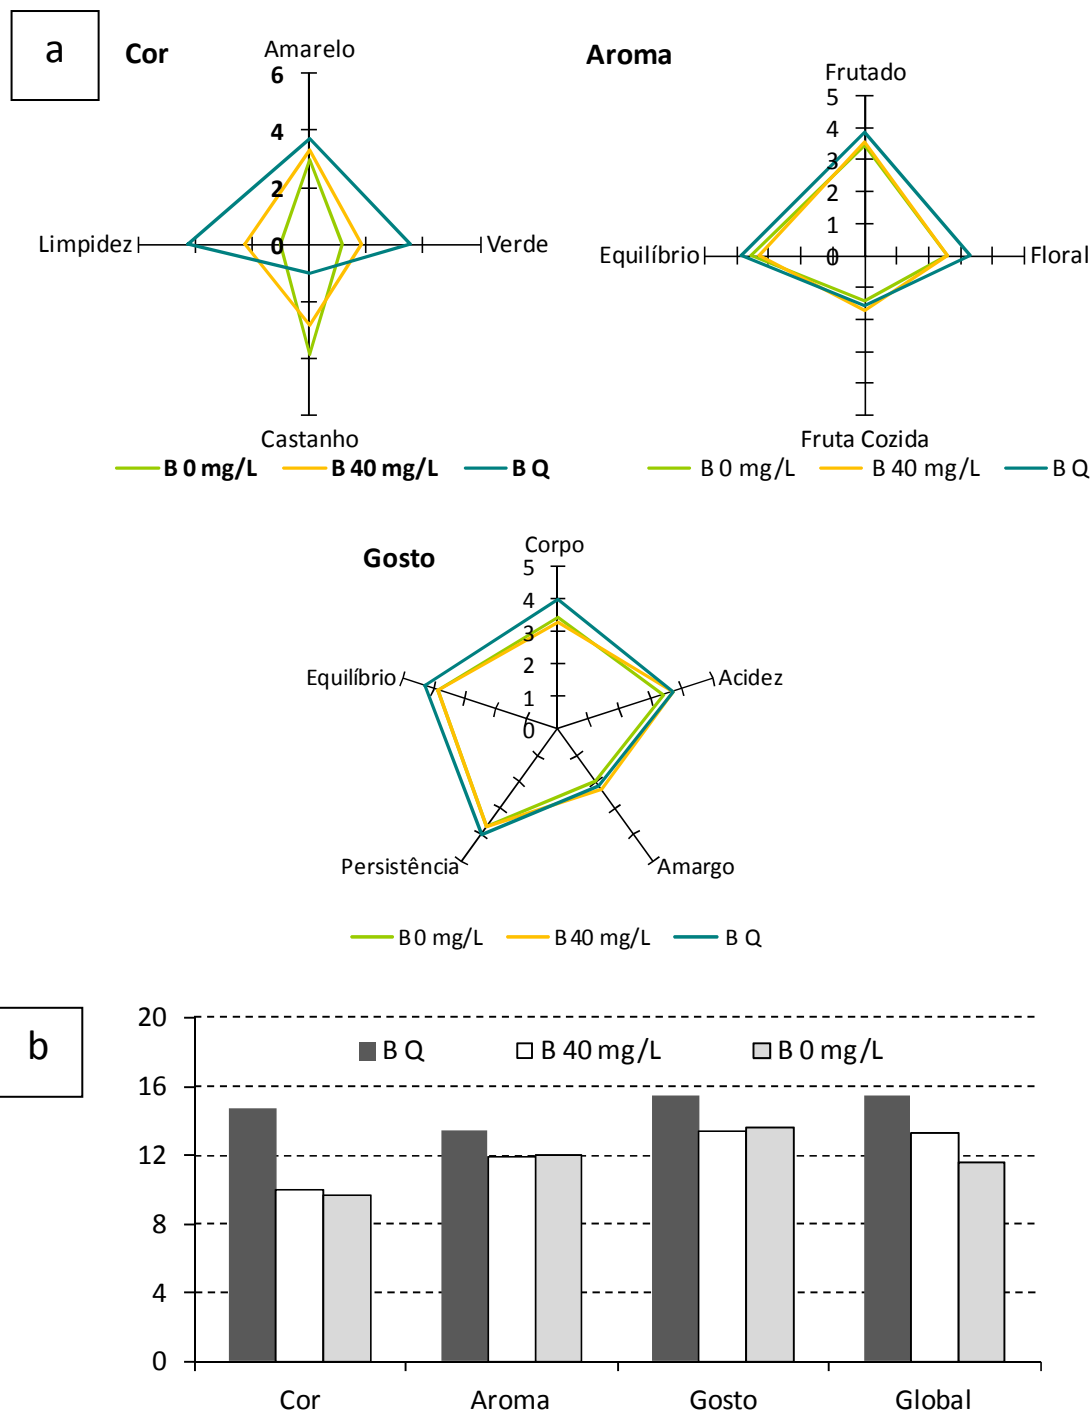 a
Cor
Amarelo
6
4
2
0
Limpidez
Verde
Castanho
B 0 mg/L B 40 mg/L B Q
Aroma
Frutado
5
4
3
2
1
0
Equilíbrio
Floral
Fruta Cozida
B 0 mg/L B 40 mg/L B Q
Gosto
Corpo
5
4
3
2
1
0
Equilíbrio
Acidez
Persistência
Amargo
B 0 mg/L B 40 mg/L B Q
b
20
16
12
8
4
0
B Q B 40 mg/L B 0 mg/L
Cor Aroma Gosto Global